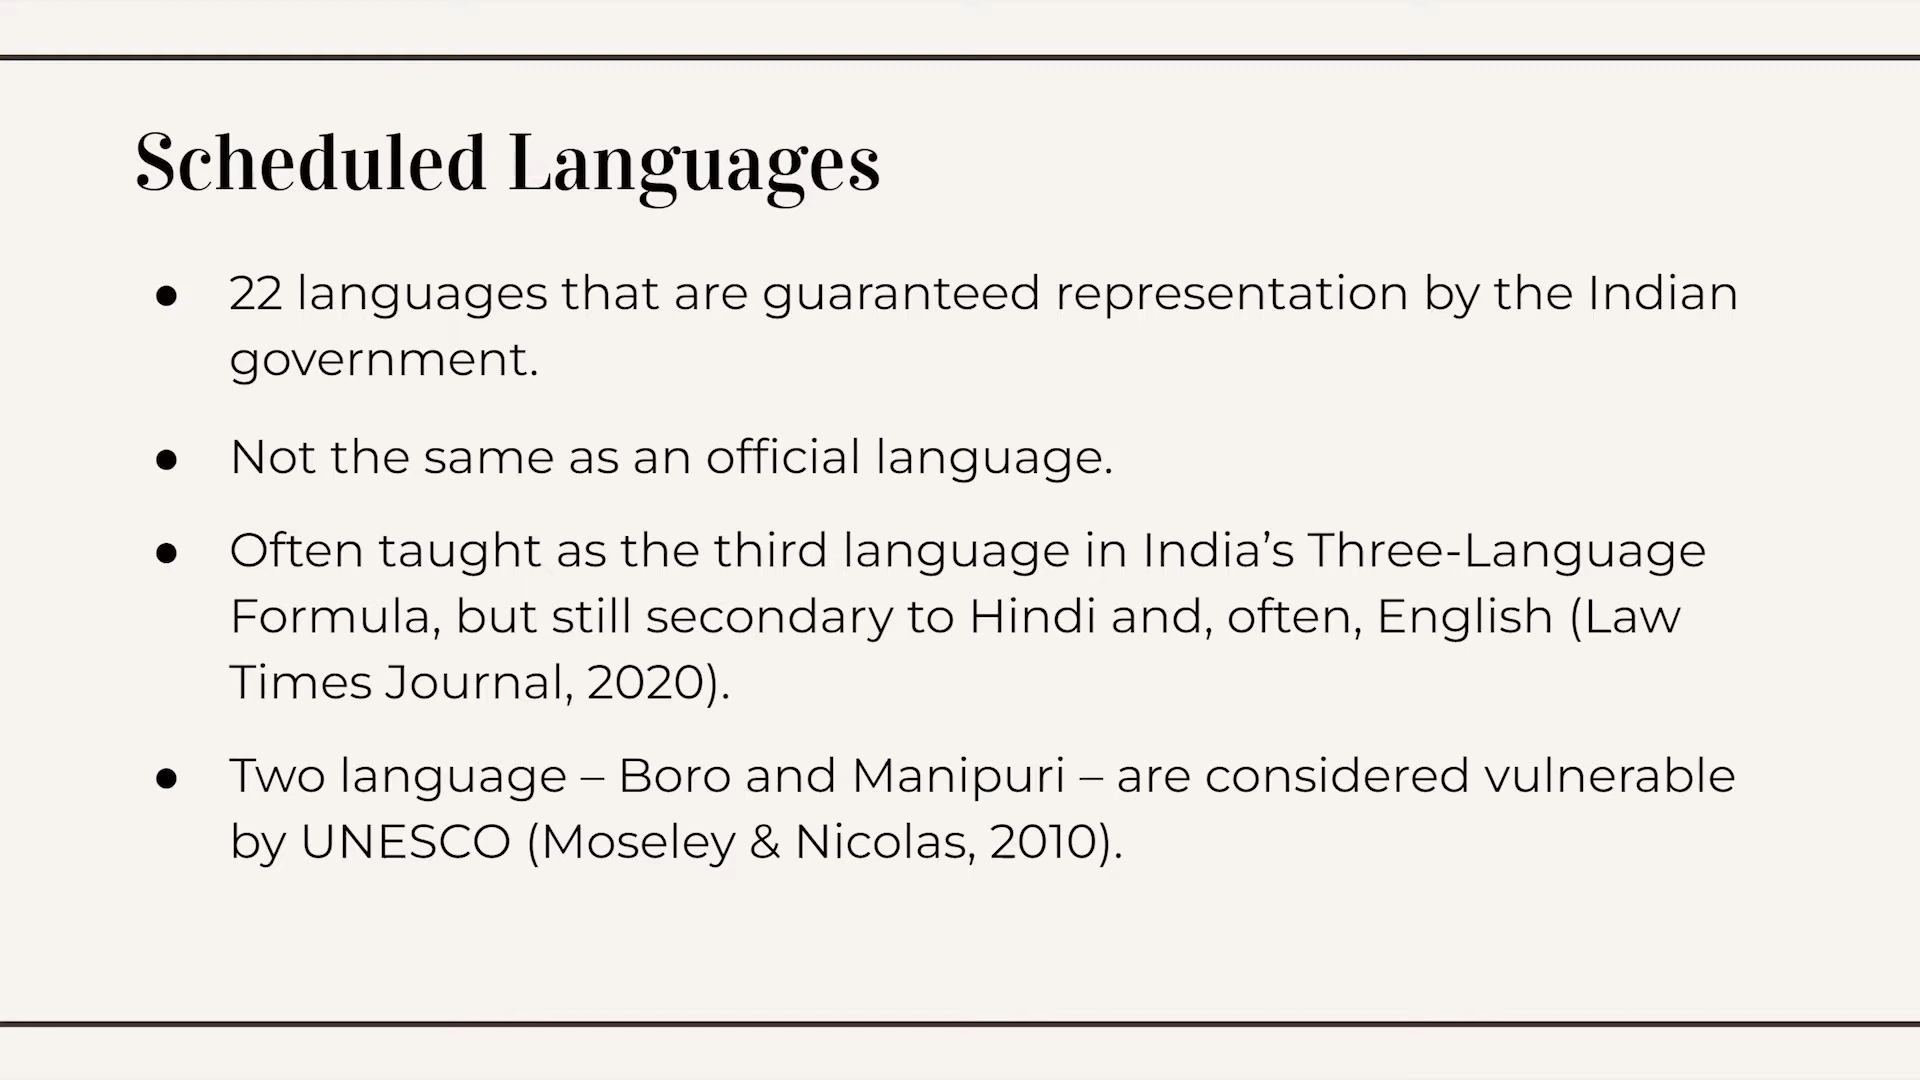 Scheduled Languages
● 22 languages that are guaranteed representation by the Indian
government.
● Not the same as an official language.
● Often taught as the third language in India’s Three-Language
Formula, but still secondary to Hindi and, often, English (Law
Times Journal, 2020).
● Two language – Boro and Manipuri – are considered vulnerable
by UNESCO (Moseley & Nicolas, 2010).